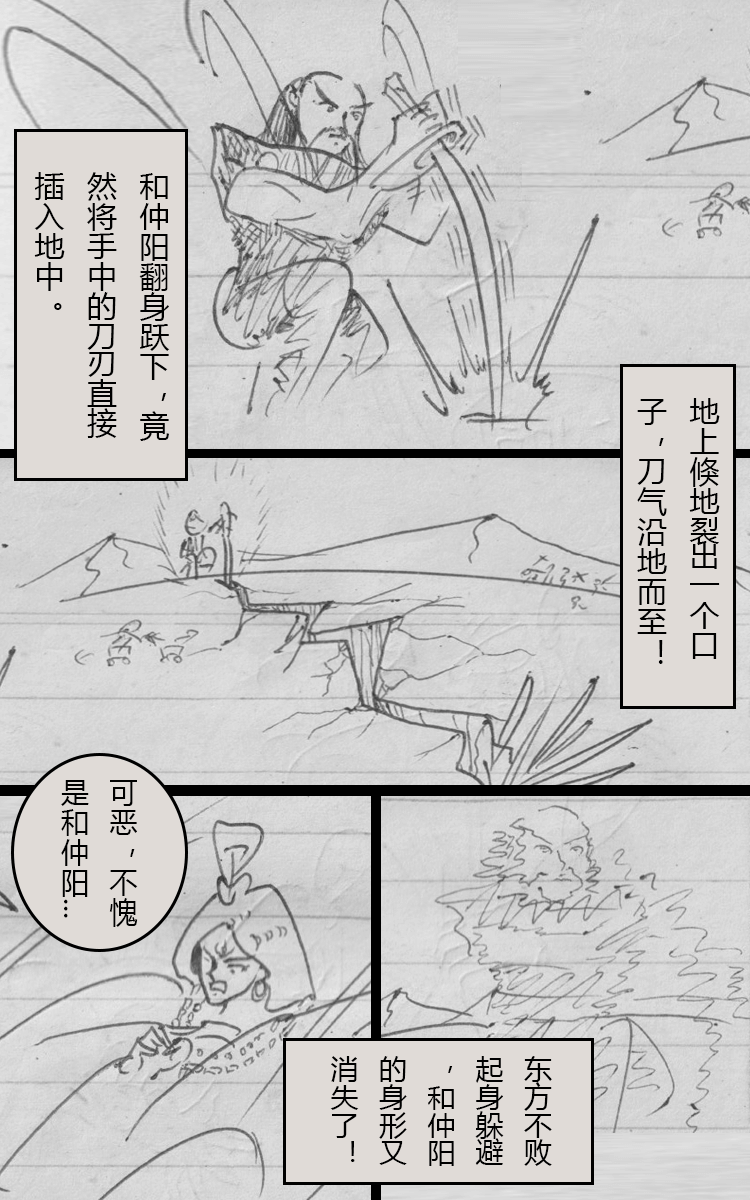 和仲阳翻身跃下，竟
然将手中的刀刃直接
插入地中。
地上倏地裂出一个口
子，刀气沿地而至！
可恶，不愧
是和仲阳…
东方不败
起身躲避
，和仲阳
的身形又
消失了！